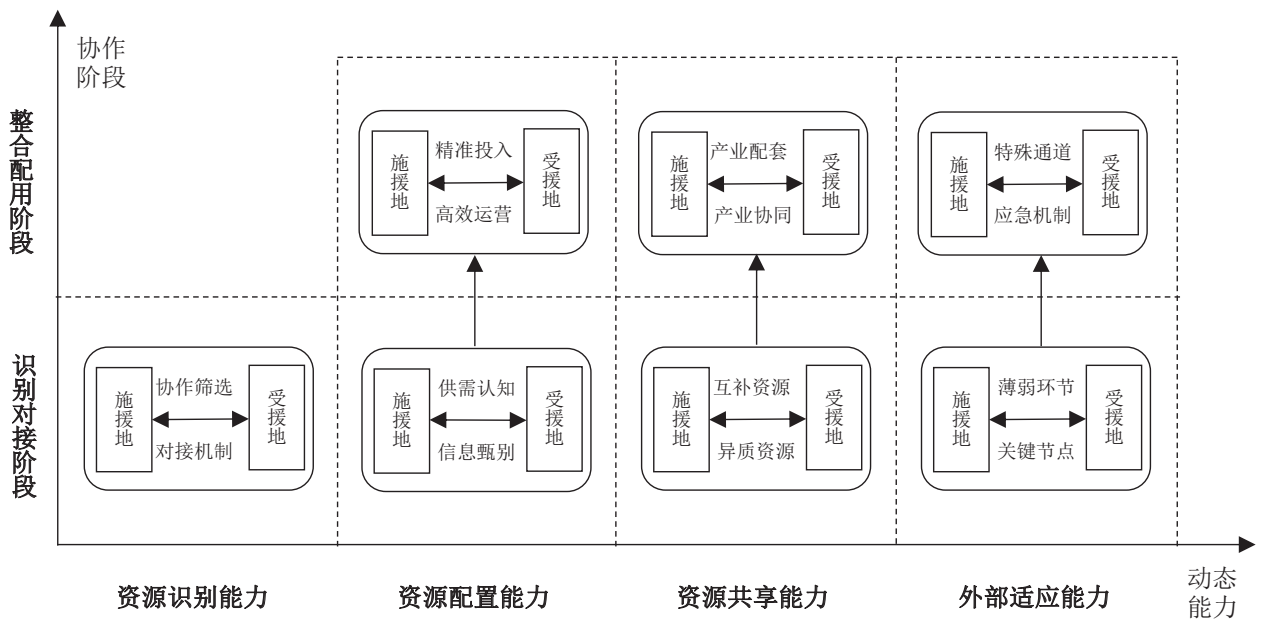 协作
阶段
整合配用阶段
施援地
精准投入
高效运营
受援地
施援地
产业配套
产业协同
受援地
施援地
特殊通道
应急机制
受援地
识别对接阶段
施援地
协作筛选
对接机制
受援地
施援地
供需认知
信息甄别
受援地
施援地
互补资源
异质资源
受援地
施援地
薄弱环节
关键节点
受援地
资源识别能力
资源配置能力
资源共享能力
外部适应能力
动态
能力